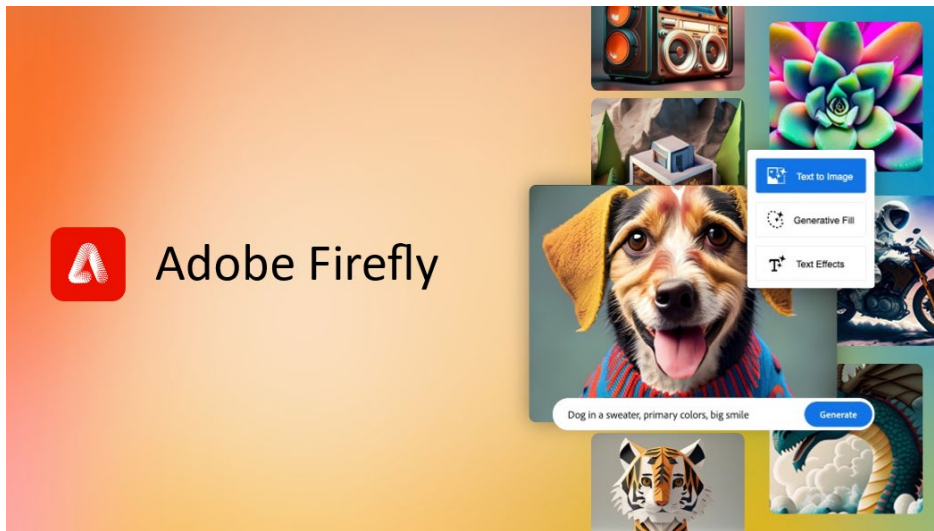 Adobe Firefly
Text to Image
Generative Fill
Text Effects
Dog in a sweater, primary colors, big smile
Generate